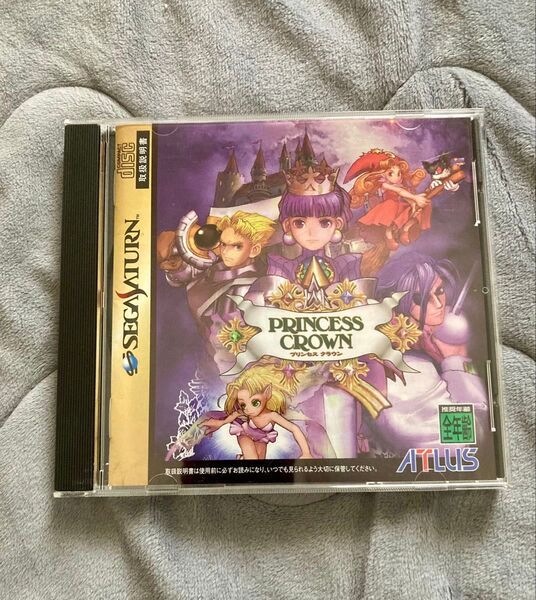 COMPACT
disc
取扱説明書
SEGA SATURN™
PRINCESS
CROWN
プリンセス クラウン
推奨年齢
全年齢
ATLUS
取扱説明書は使用前に必ずお読みになり、いつでも見られるよう大切に保管してください。